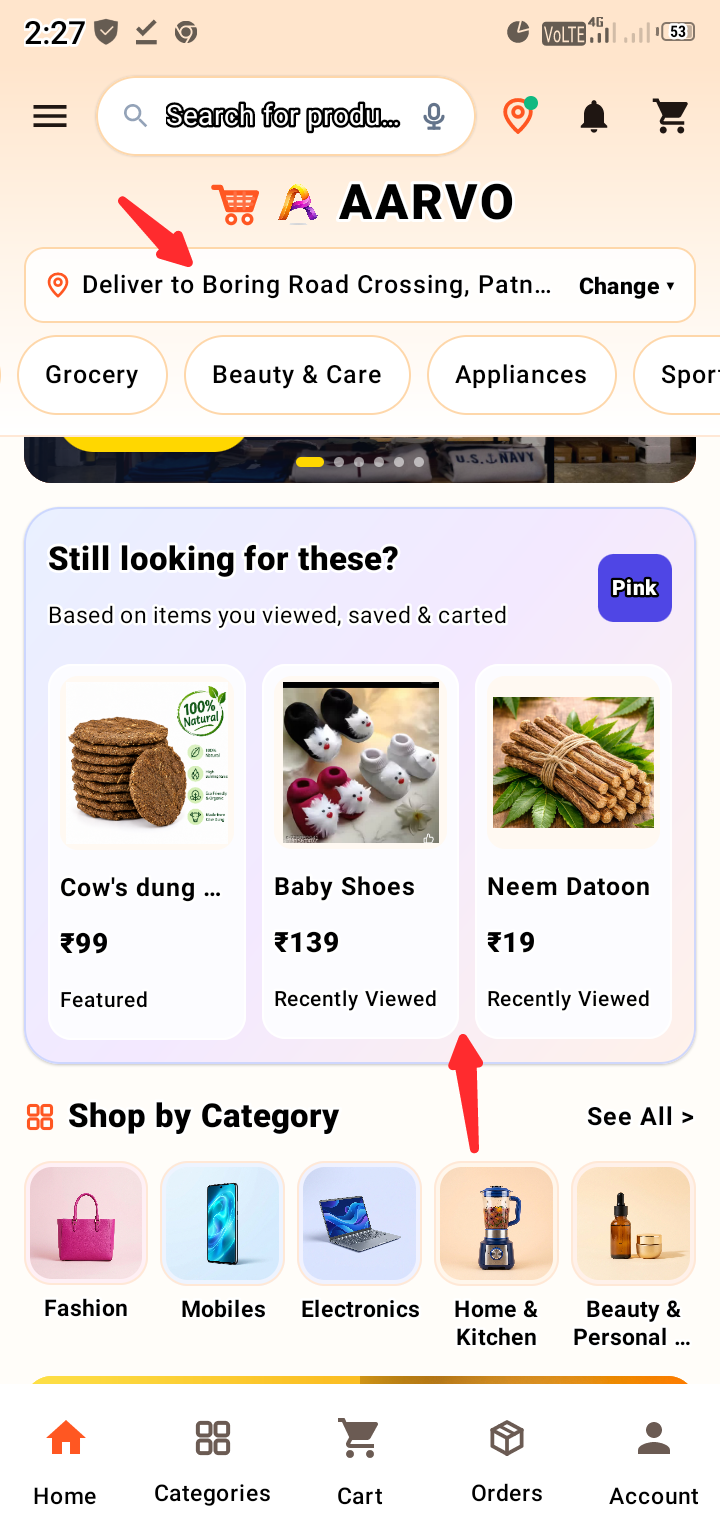 2:27
VoLTE 4G 53
Search for produ...
AARVO
Deliver to Boring Road Crossing, Patn... Change ▾
Grocery Beauty & Care Appliances Spor
U.S. NAVY
Still looking for these?
Based on items you viewed, saved & carted
Pink
100%
Natural
Cow's dung ... Baby Shoes Neem Datoon
₹99 ₹139 ₹19
Featured Recently Viewed Recently Viewed
Shop by Category See All >
Fashion Mobiles Electronics Home & Beauty &
Kitchen Personal ...
Home Categories Cart Orders Account